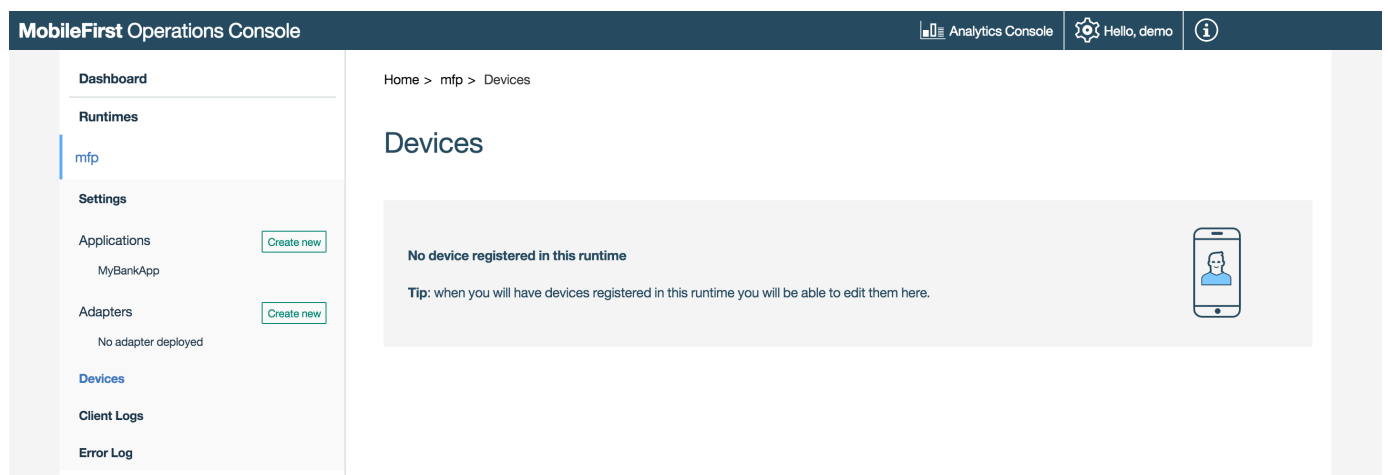 MobileFirst Operations Console
Analytics Console
Hello, demo
Dashboard
Runtimes
mfp
Settings
Applications
Create new
MyBankApp
Adapters
Create new
No adapter deployed
Devices
Client Logs
Error Log
Home > mfp > Devices
Devices
No device registered in this runtime
Tip: when you will have devices registered in this runtime you will be able to edit them here.